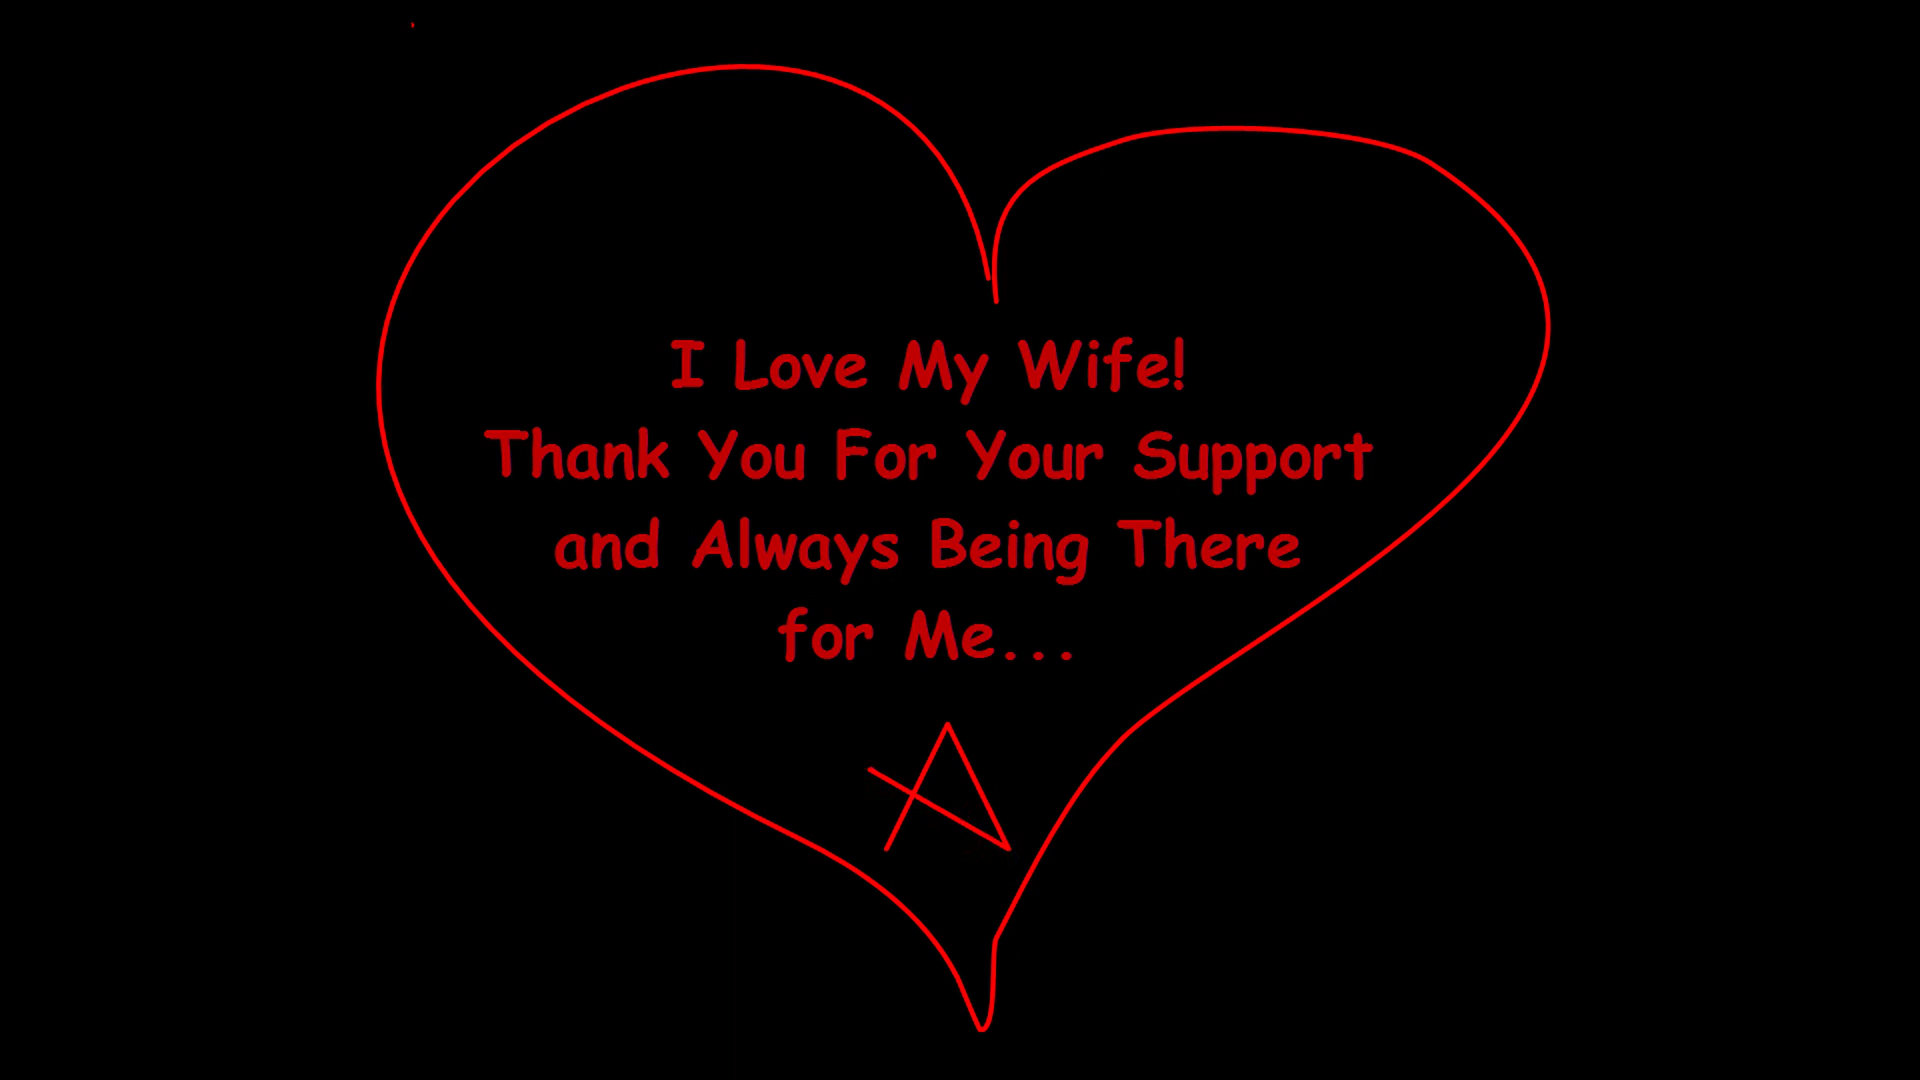 I Love My Wife!
Thank You For Your Support
and Always Being There
for Me...
A